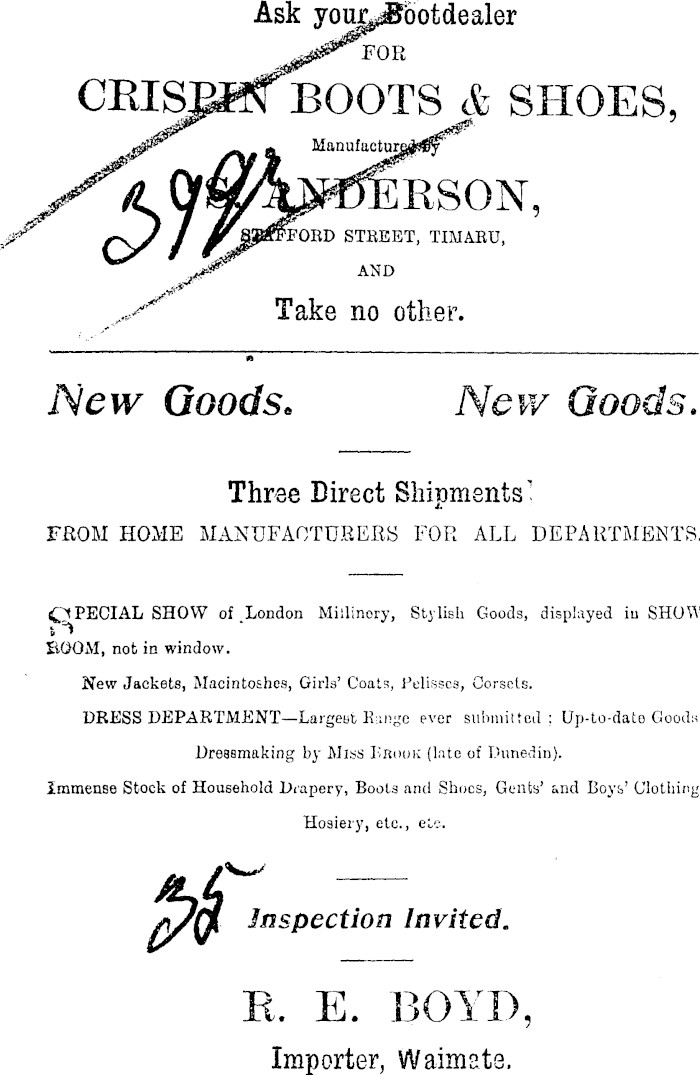 Ask your Bootdealer
FOR
CRISPIN BOOTS & SHOES,
Manufactured by
S. ANDERSON,
STAFFORD STREET, TIMARU,
AND
Take no other.
New Goods. New Goods.
Three Direct Shipments
FROM HOME MANUFACTURERS FOR ALL DEPARTMENTS.
SPECIAL SHOW of London Millinery, Stylish Goods, displayed in SHOW
ROOM, not in window.
New Jackets, Macintoshes, Girls' Coats, Pelisses, Corsets.
DRESS DEPARTMENT—Largest Range ever submitted ; Up-to-date Goods
Dressmaking by MISS BROOK (late of Dunedin).
Immense Stock of Household Drapery, Boots and Shoes, Gents' and Boys' Clothing
Hosiery, etc., etc.
35
Inspection Invited.
R. E. BOYD,
Importer, Waimate.